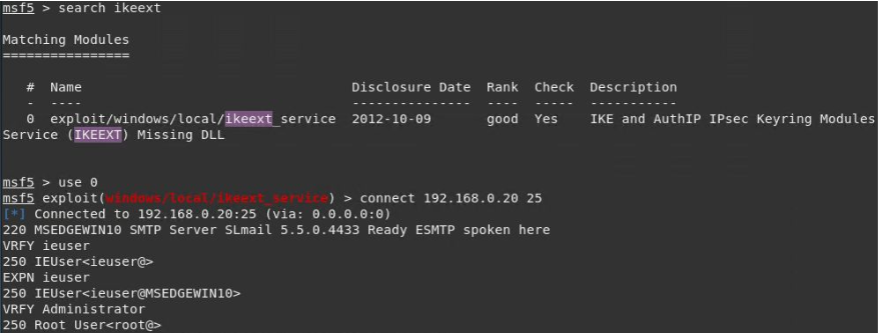 msf5 > search ikeext
Matching Modules
================
# Name Disclosure Date Rank Check Description
- ---- --------------- ---- ----- -----------
0 exploit/windows/local/ikeext_service 2012-10-09 good Yes IKE and AuthIP IPsec Keyring Modules
Service (IKEEXT) Missing DLL
msf5 > use 0
msf5 exploit(windows/local/ikeext_service) > connect 192.168.0.20 25
[*] Connected to 192.168.0.20:25 (via: 0.0.0.0:0)
220 MSEDGEWIN10 SMTP Server SLmail 5.5.0.4433 Ready ESMTP spoken here
VRFY ieuser
250 IEUser<ieuser@>
EXPN ieuser
250 IEUser<ieuser@MSEDGEWIN10>
VRFY Administrator
250 Root User<root@>